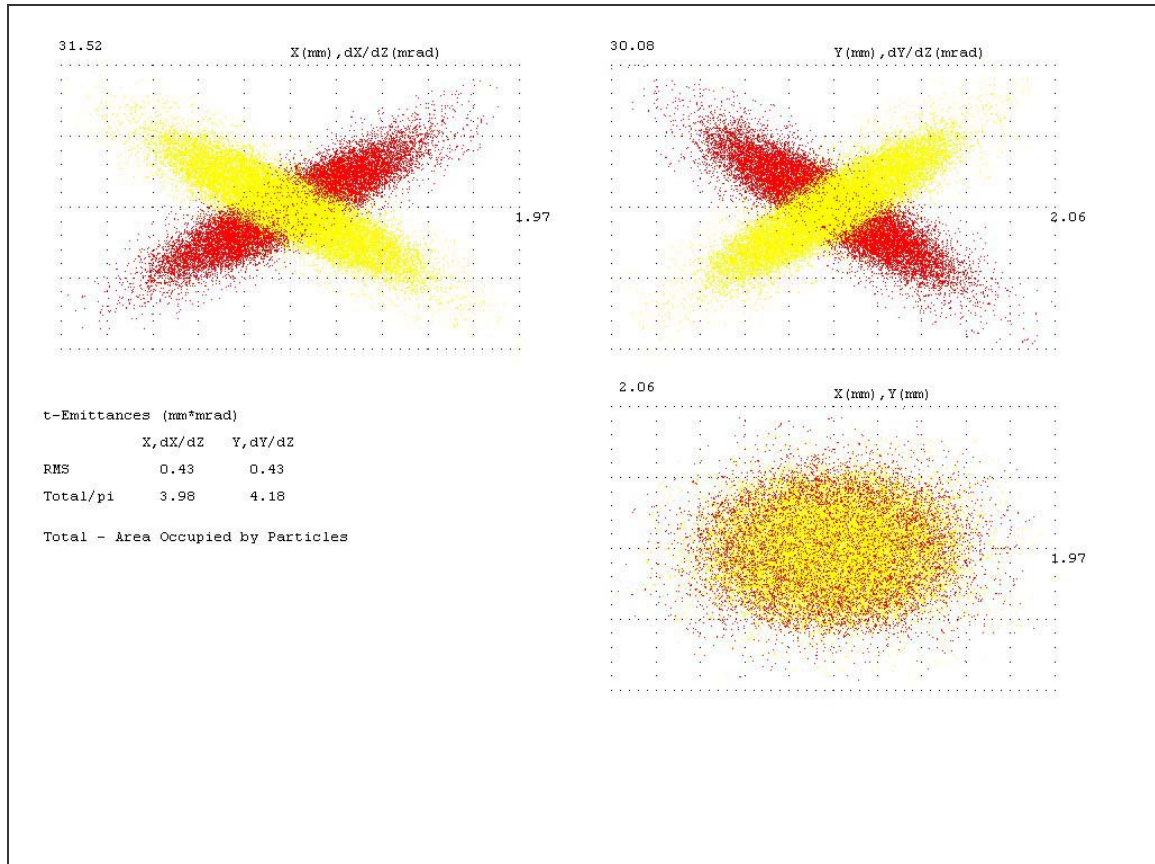 31.52 X(mm),dX/dZ(mrad)
1.97
30.08 Y(mm),dY/dZ(mrad)
2.06
t-Emittances (mm*mrad)
X,dX/dZ Y,dY/dZ
RMS 0.43 0.43
Total/pi 3.98 4.18
Total - Area Occupied by Particles
2.06 X(mm),Y(mm)
1.97